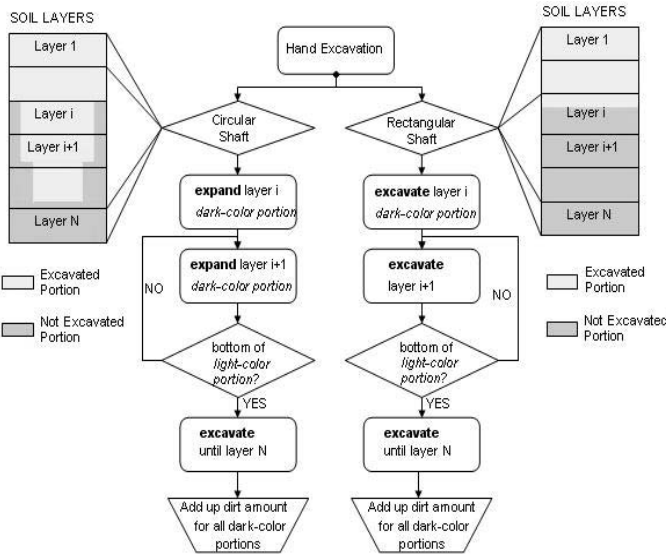 SOIL LAYERS
Layer 1
Layer i
Layer i+1
Layer N
Excavated
Portion
Not Excavated
Portion
Hand Excavation
Circular
Shaft
expand layer i
dark-color portion
expand layer i+1
dark-color portion
NO
bottom of
light-color
portion?
YES
excavate
until layer N
Add up dirt amount
for all dark-color
portions
Rectangular
Shaft
excavate layer i
dark-color portion
excavate
layer i+1
NO
bottom of
light-color
portion?
YES
excavate
until layer N
Add up dirt amount
for all dark-color
portions
SOIL LAYERS
Layer 1
Layer i
Layer i+1
Layer N
Excavated
Portion
Not Excavated
Portion